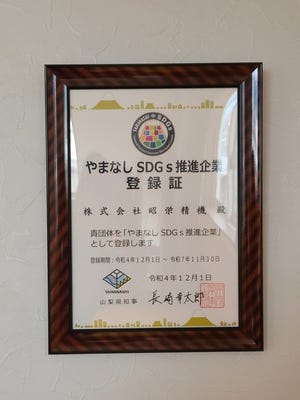 YAMANASHI SDGs
やまなしSDGs推進企業
登録証
株式会社昭栄精機殿
貴団体を「やまなしSDGs推進企業」
として登録します
登録期間：令和4年12月1日～令和7年11月30日
令和4年12月1日
YAMANASHI
山梨県知事 長崎幸太郎